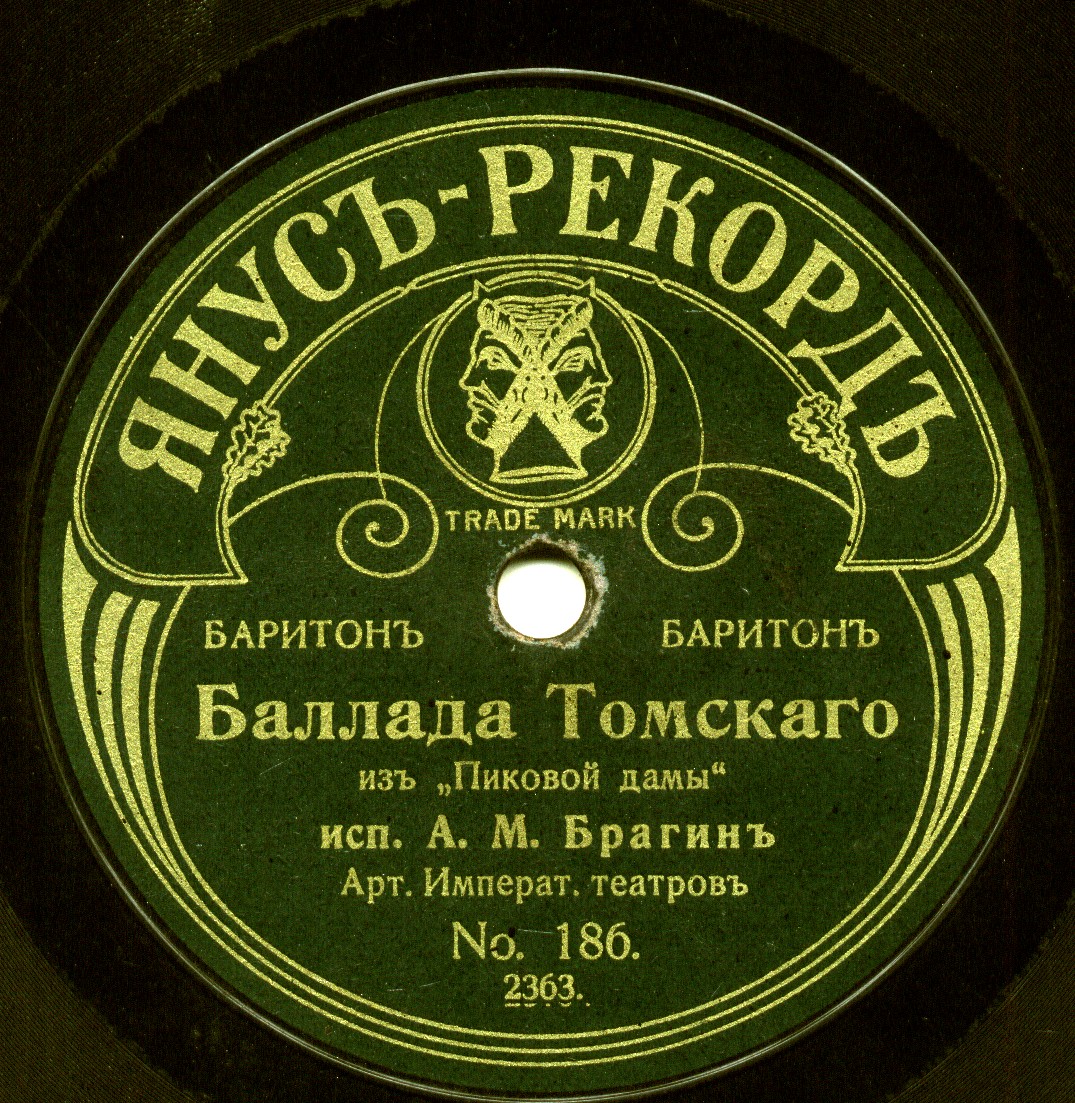 ЯНУСЪ-РЕКОРДЪ
TRADE MARK
БАРИТОНЪ БАРИТОНЪ
Баллада Томскаго
изъ „Пиковой дамы“
исп. А. М. Брагинъ
Арт. Императ. театровъ
No. 186.
2363.